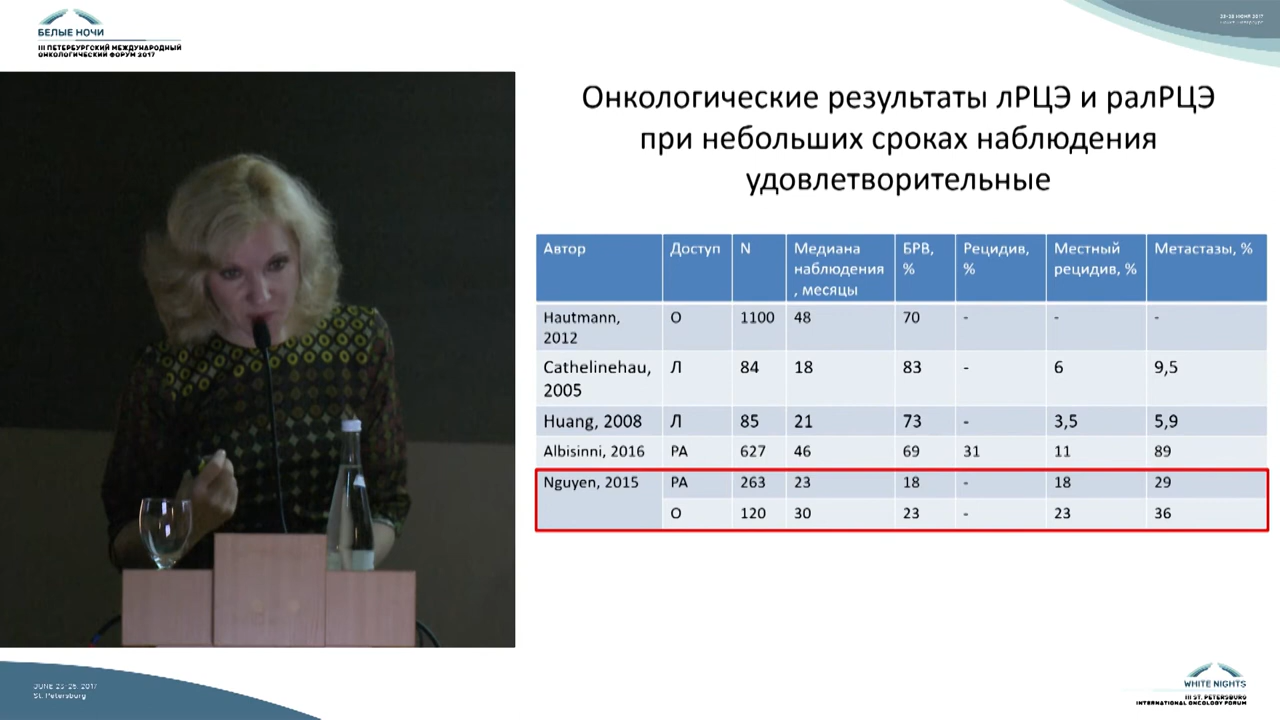 БЕЛЫЕ НОЧИ
III ПЕТЕРБУРГСКИЙ МЕЖДУНАРОДНЫЙ
ОНКОЛОГИЧЕСКИЙ ФОРУМ 2017
Онкологические результаты лРЦЭ и ралРЦЭ
при небольших сроках наблюдения
удовлетворительные
Автор Доступ N Медиана наблюдения , месяцы БРВ, % Рецидив, % Местный рецидив, % Метастазы, %
Hautmann, 2012 О 1100 48 70 - - -
Cathelinehau, 2005 Л 84 18 83 - 6 9,5
Huang, 2008 Л 85 21 73 - 3,5 5,9
Albisinni, 2016 РА 627 46 69 31 11 89
Nguyen, 2015 РА 263 23 18 - 18 29
О 120 30 23 - 23 36
JUNE 23-25, 2017
St. Petersburg
WHITE NIGHTS
III ST. PETERSBURG
INTERNATIONAL ONCOLOGY FORUM